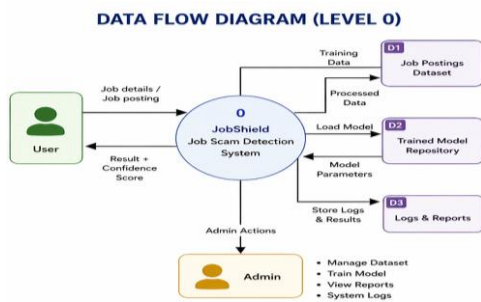 DATA FLOW DIAGRAM (LEVEL 0)
Training
Data
D1
Job Postings
Dataset
Processed
Data
Job details /
Job posting
0
JobShield
Job Scam Detection
System
User
Result +
Confidence
Score
Load Model
D2
Trained Model
Repository
Model
Parameters
D3
Logs & Reports
Store Logs
& Results
Admin Actions
Admin
• Manage Dataset
• Train Model
• View Reports
• System Logs